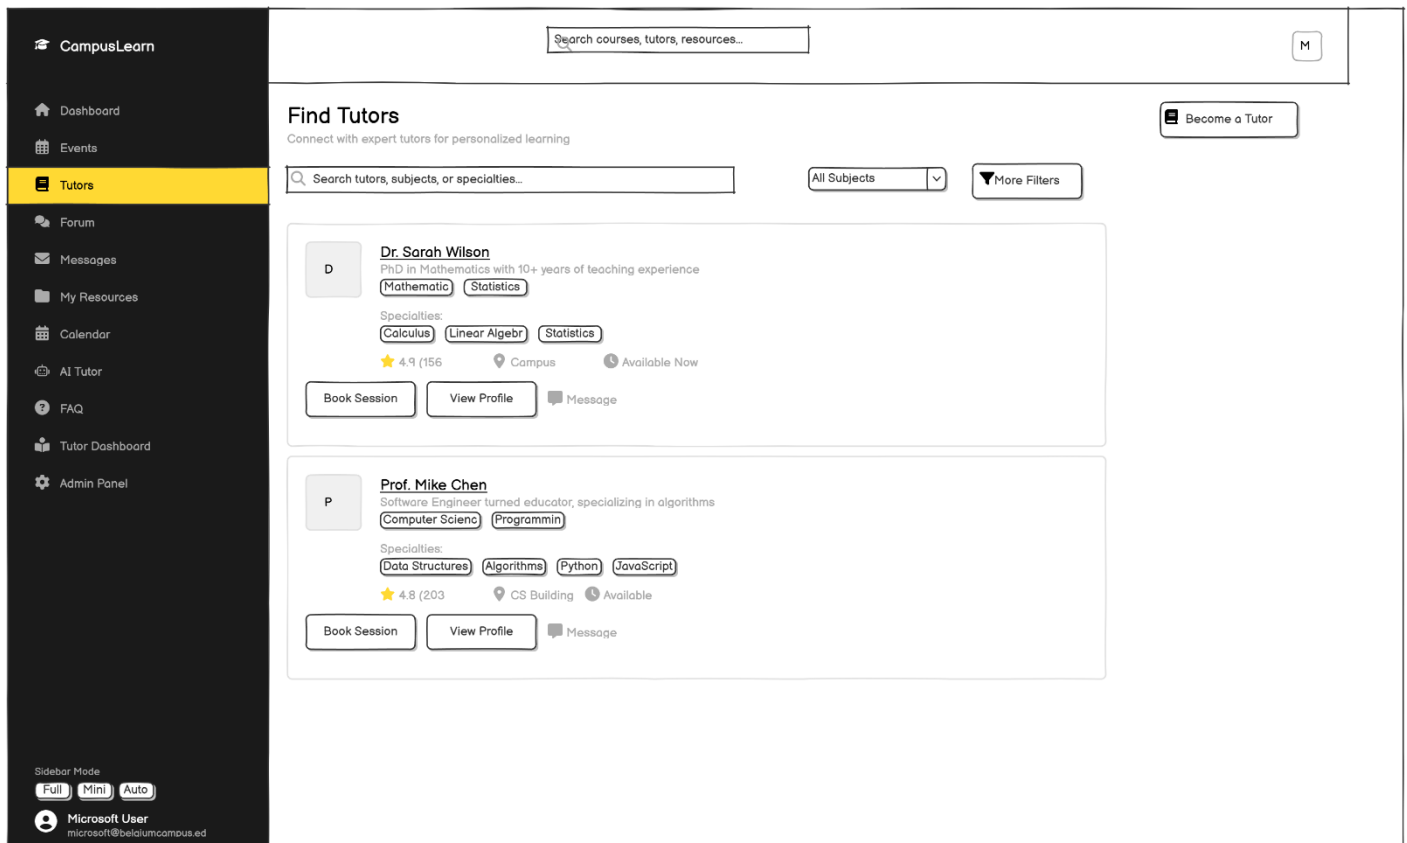 CampusLearn
Search courses, tutors, resources...
M
Dashboard
Events
Tutors
Forum
Messages
My Resources
Calendar
AI Tutor
FAQ
Tutor Dashboard
Admin Panel
Sidebar Mode
Full Mini Auto
Microsoft User
microsoft@belgiumcampus.ed
Find Tutors
Connect with expert tutors for personalized learning
Become a Tutor
Search tutors, subjects, or specialties...
All Subjects
More Filters
D
Dr. Sarah Wilson
PhD in Mathematics with 10+ years of teaching experience
Mathematic Statistics
Specialties:
Calculus Linear Algebr Statistics
4.9 (156 Campus Available Now
Book Session View Profile Message
P
Prof. Mike Chen
Software Engineer turned educator, specializing in algorithms
Computer Scienc Programmin
Specialties:
Data Structures Algorithms Python JavaScript
4.8 (203 CS Building Available
Book Session View Profile Message